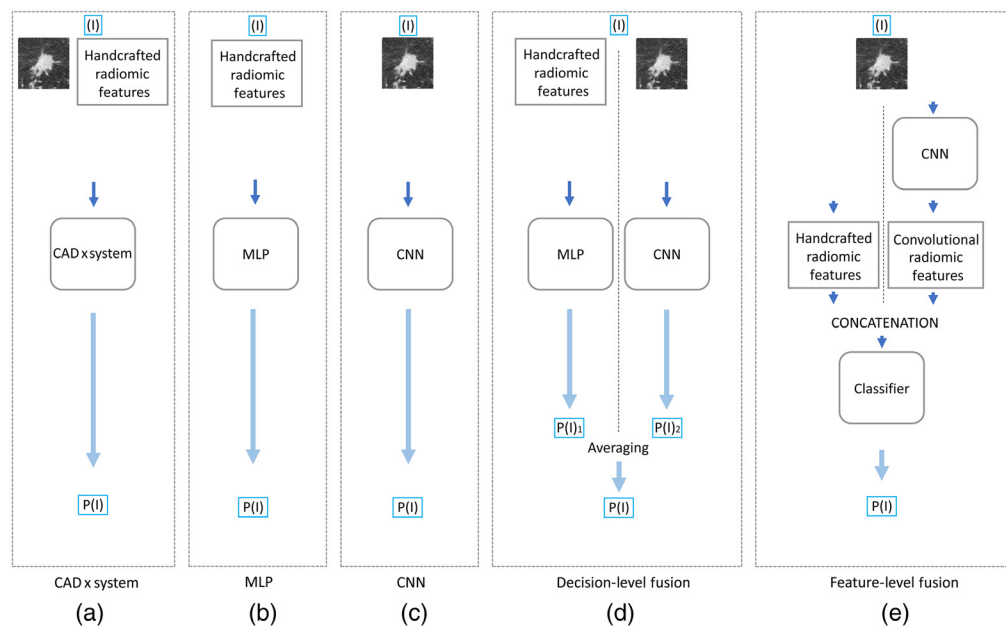 (I)
Handcrafted
radiomic
features
CAD x system
P(I)
CAD x system
(a)
(I)
Handcrafted
radiomic
features
MLP
P(I)
MLP
(b)
(I)
CNN
P(I)
CNN
(c)
(I)
Handcrafted
radiomic
features
MLP
CNN
P(I)1
P(I)2
Averaging
P(I)
Decision-level fusion
(d)
(I)
CNN
Handcrafted
radiomic
features
Convolutional
radiomic
features
CONCATENATION
Classifier
P(I)
Feature-level fusion
(e)